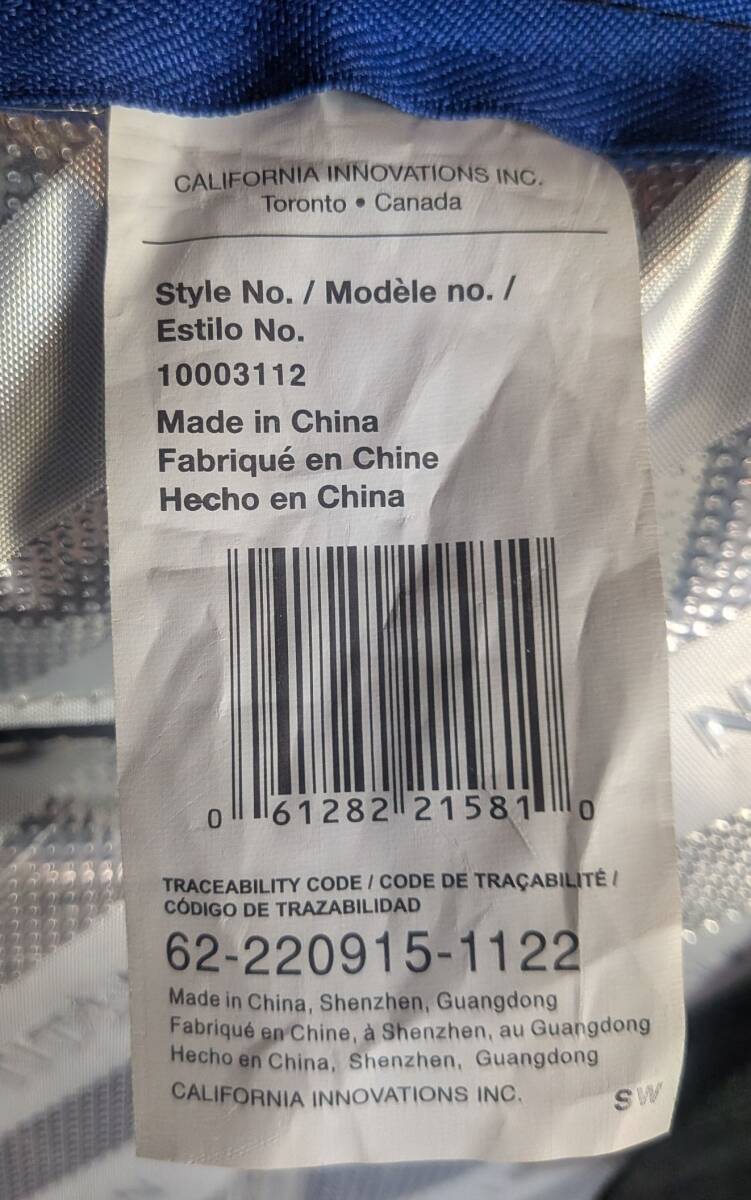 CALIFORNIA INNOVATIONS INC.
Toronto • Canada
Style No. / Modèle no. /
Estilo No.
10003112
Made in China
Fabriqué en Chine
Hecho en China
0 61282 21581 0
TRACEABILITY CODE / CODE DE TRAÇABILITÉ /
CÓDIGO DE TRAZABILIDAD
62-220915-1122
Made in China, Shenzhen, Guangdong
Fabriqué en Chine, à Shenzhen, au Guangdong
Hecho en China, Shenzhen, Guangdong
CALIFORNIA INNOVATIONS INC.
SW